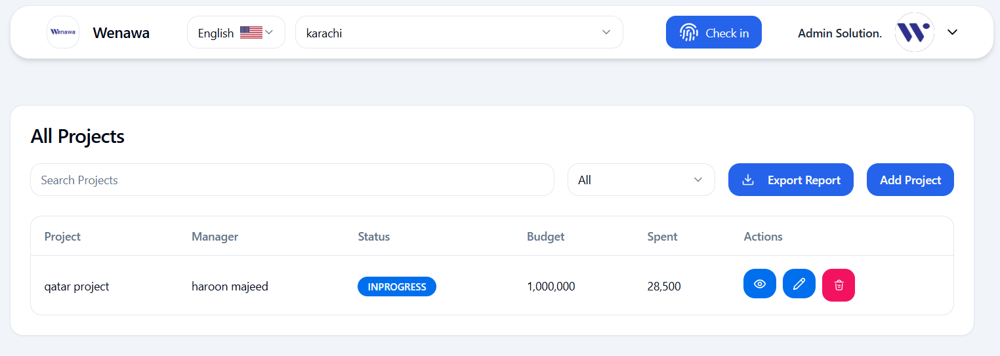 Wenawa Wenawa English karachi Check in Admin Solution. W
All Projects
Search Projects All Export Report Add Project
Project Manager Status Budget Spent Actions
qatar project haroon majeed INPROGRESS 1,000,000 28,500